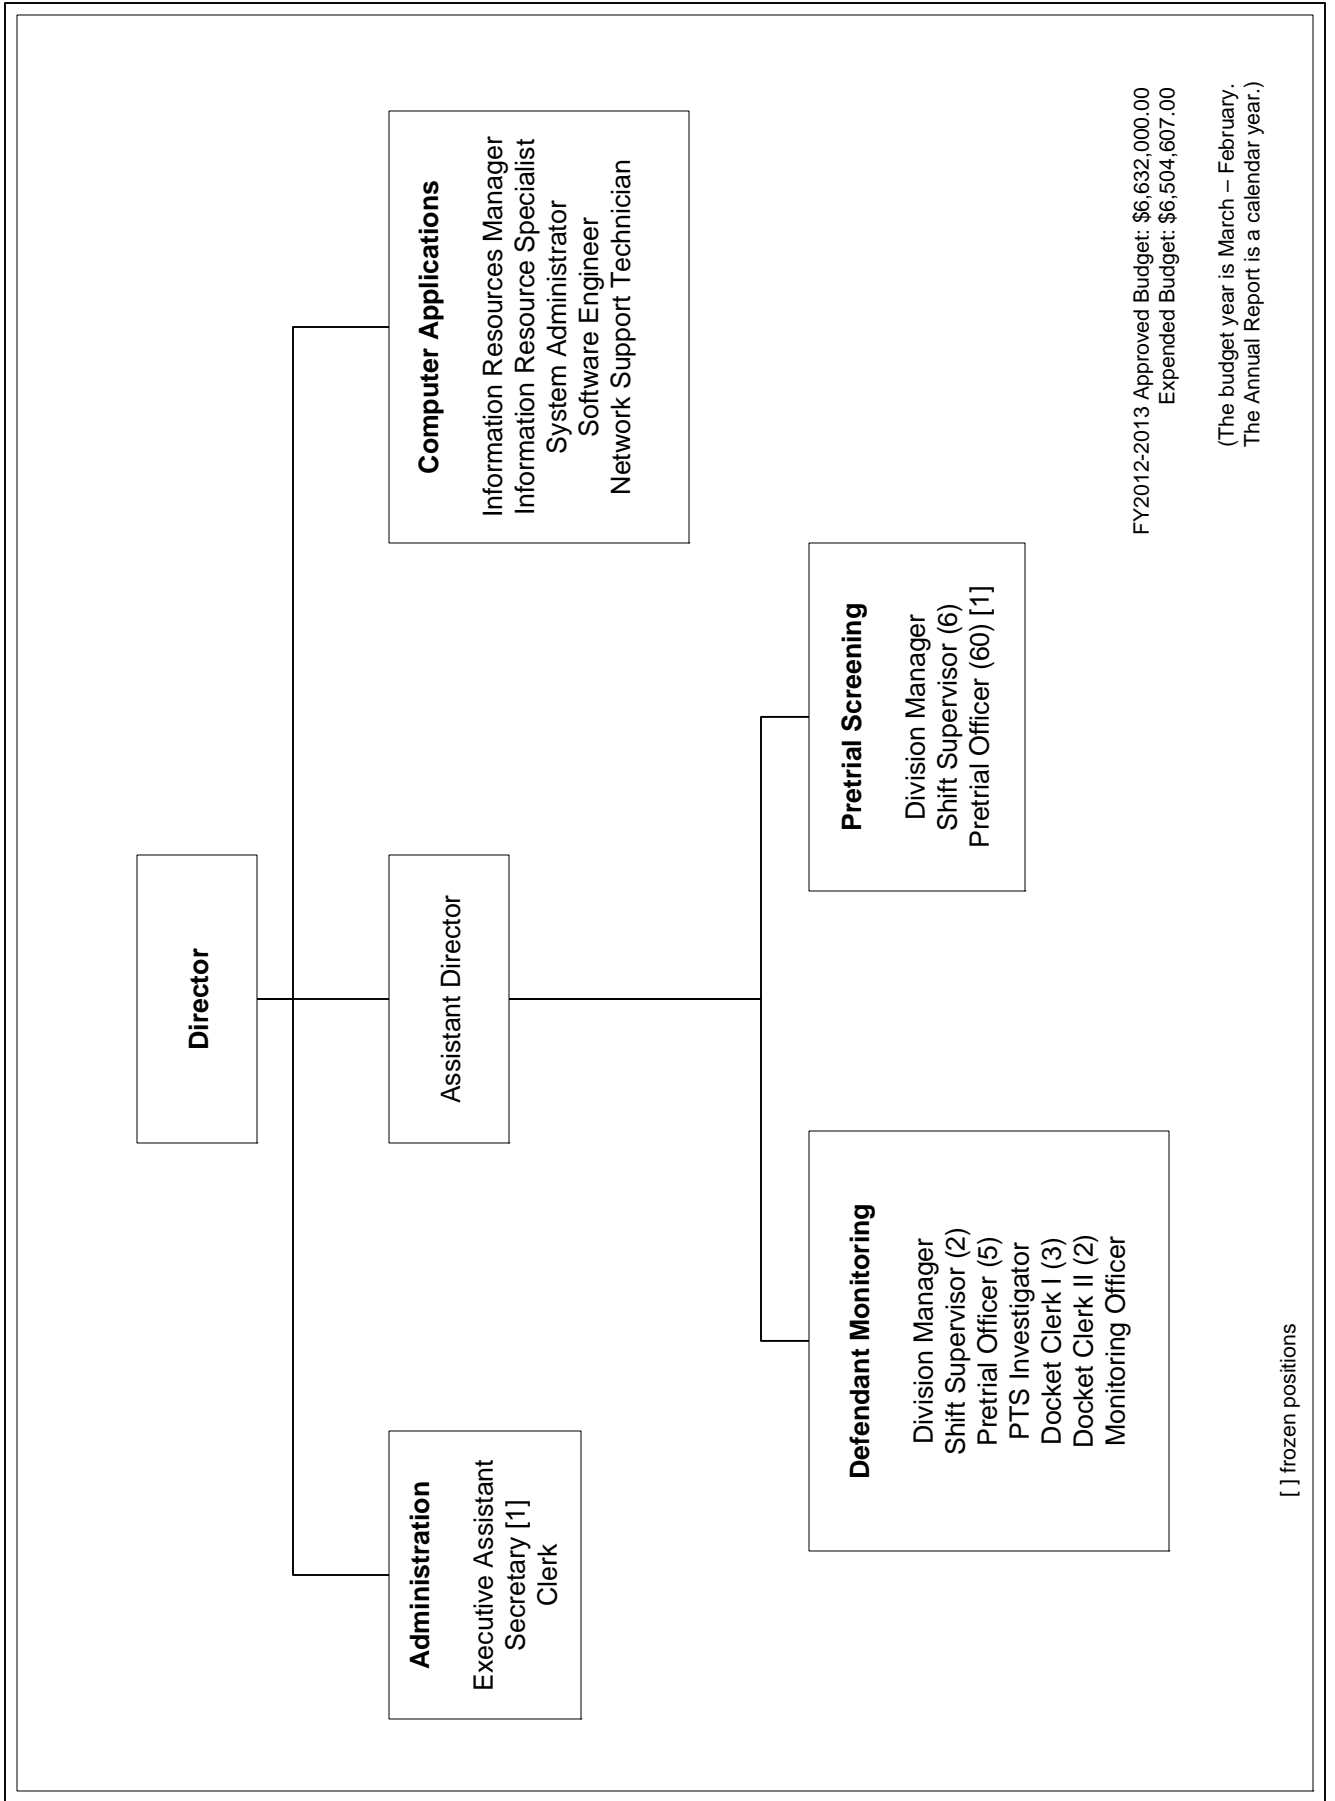 Director
Assistant Director
Administration
Executive Assistant
Secretary [1]
Clerk
Computer Applications
Information Resources Manager
Information Resource Specialist
System Administrator
Software Engineer
Network Support Technician
Defendant Monitoring
Division Manager
Shift Supervisor (2)
Pretrial Officer (5)
PTS Investigator
Docket Clerk I (3)
Docket Clerk II (2)
Monitoring Officer
Pretrial Screening
Division Manager
Shift Supervisor (6)
Pretrial Officer (60) [1]
FY2012-2013 Approved Budget: $6,632,000.00
Expended Budget: $6,504,607.00
(The budget year is March – February.
The Annual Report is a calendar year.)
[ ] frozen positions